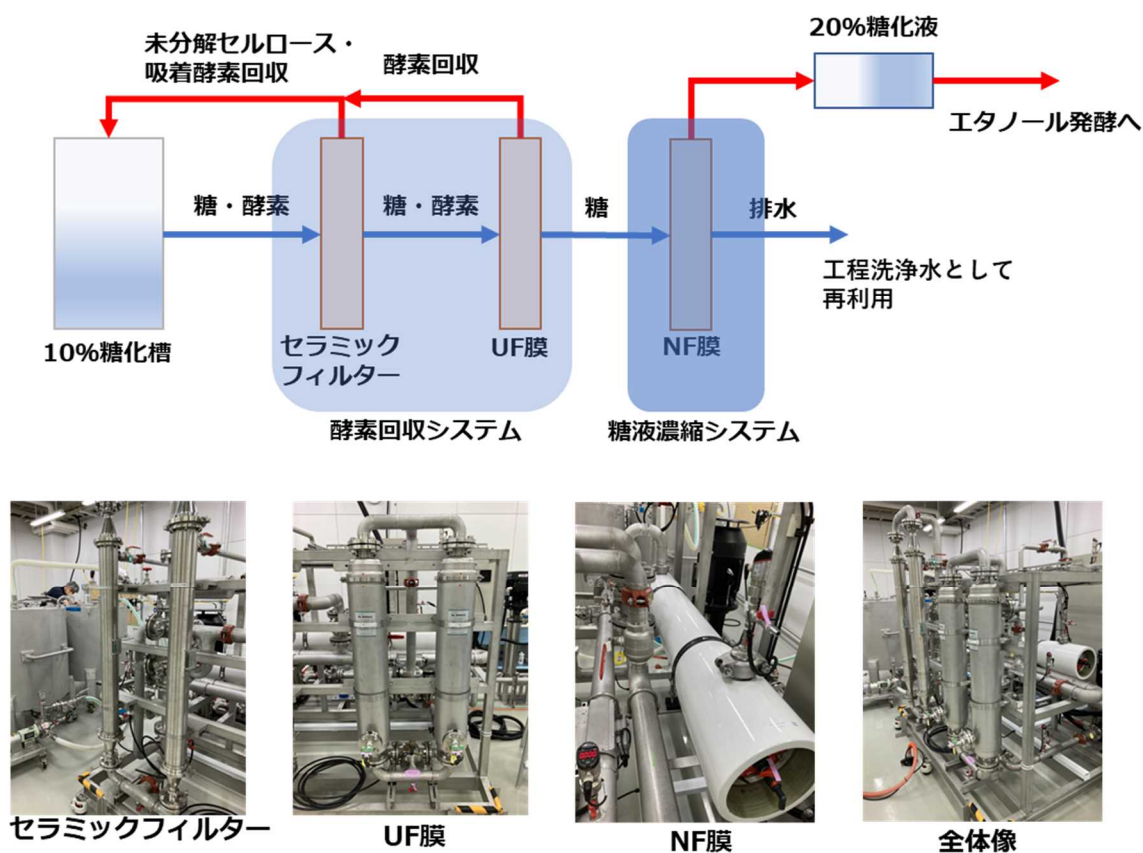 20%糖化液
未分解セルロース・
吸着酵素回収
酵素回収
エタノール発酵へ
糖・酵素
糖・酵素
糖
排水
工程洗浄水として
再利用
10%糖化槽
セラミック
フィルター
UF膜
NF膜
酵素回収システム
糖液濃縮システム
セラミックフィルター
UF膜
NF膜
全体像